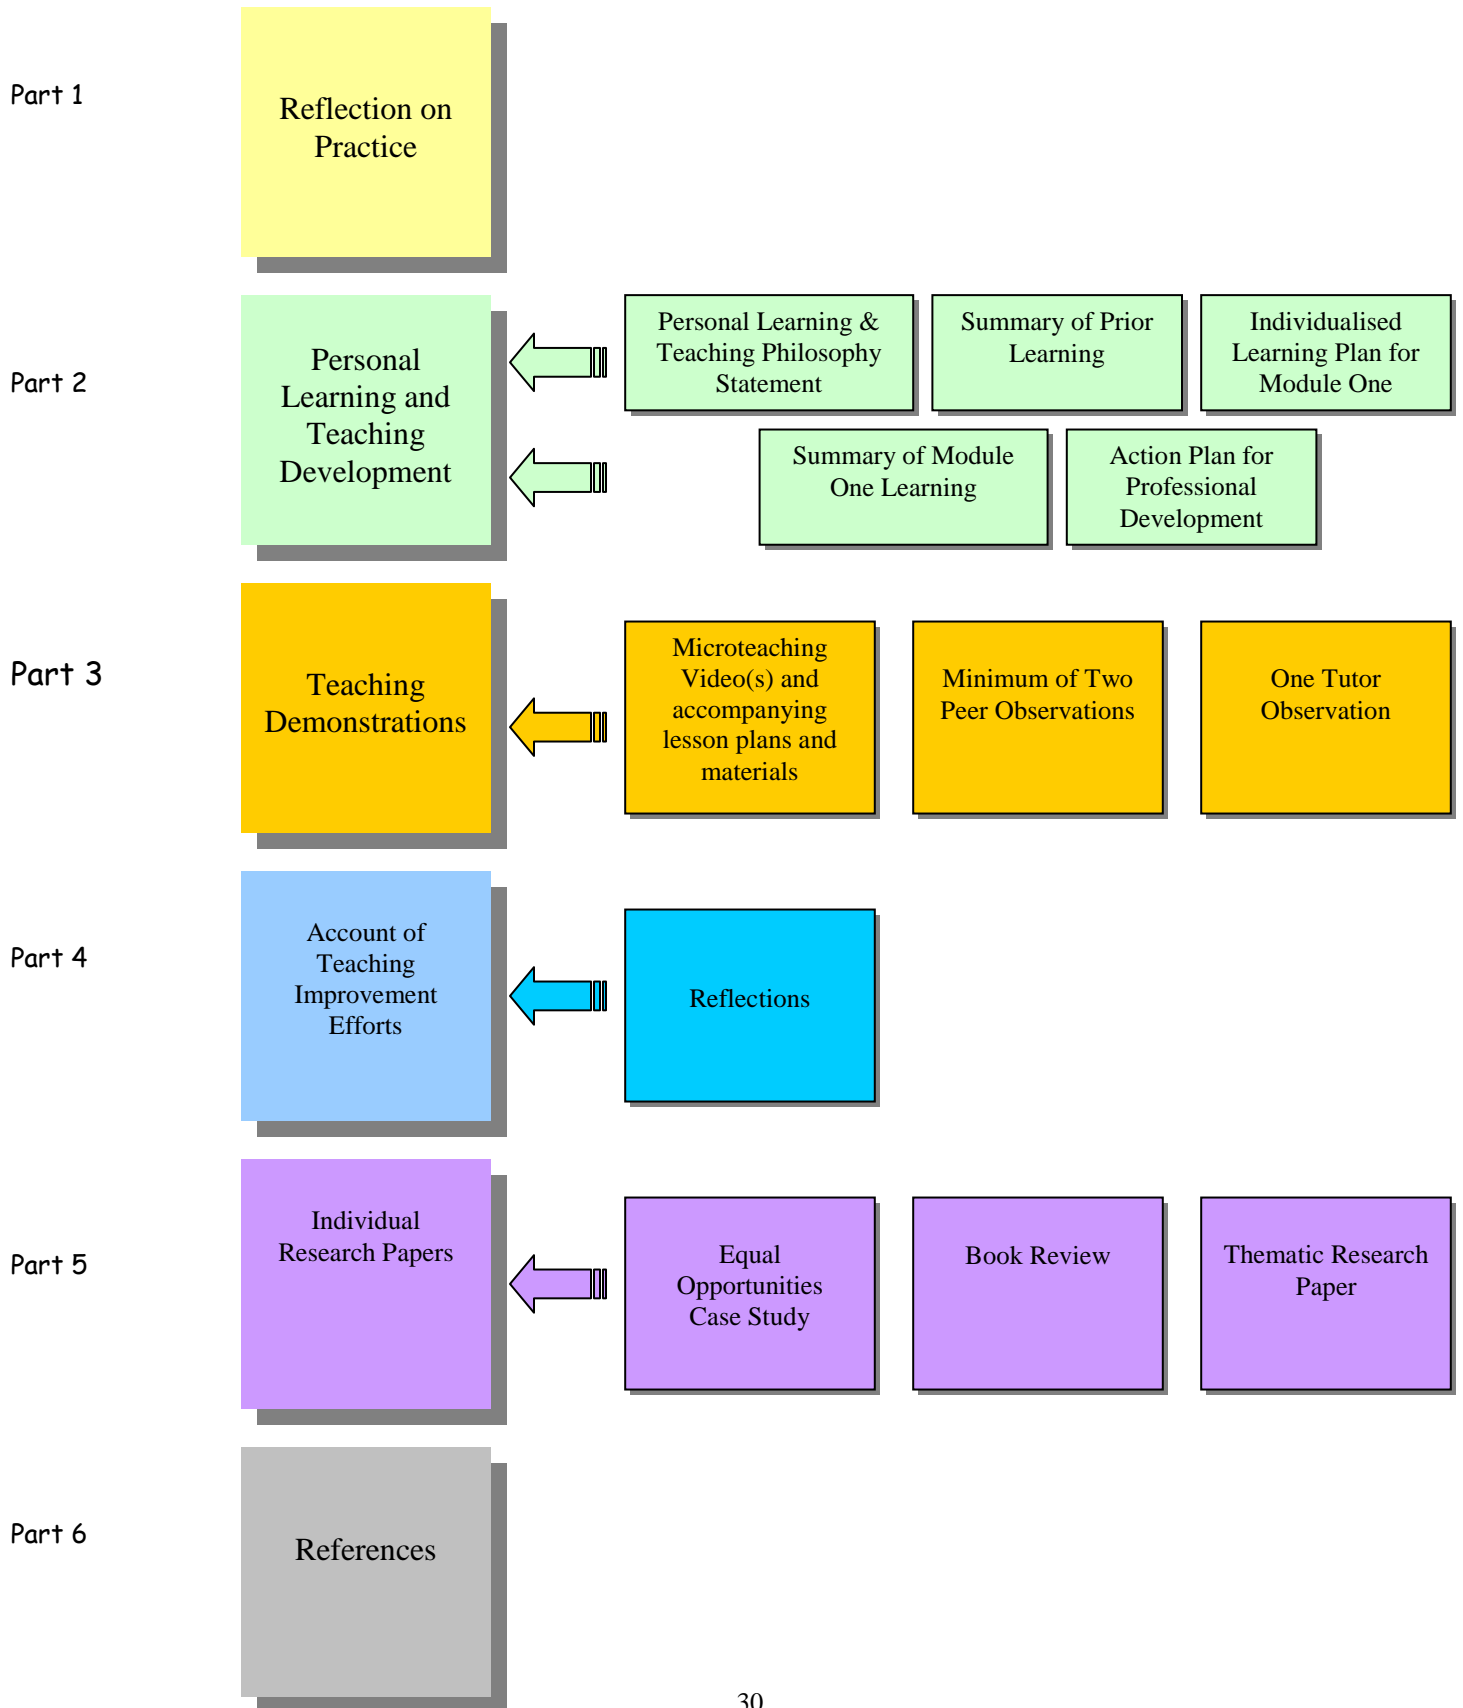 Part 1
Reflection on
Practice
Part 2
Personal
Learning and
Teaching
Development
Personal Learning &
Teaching Philosophy
Statement
Summary of Prior
Learning
Individualised
Learning Plan for
Module One
Summary of Module
One Learning
Action Plan for
Professional
Development
Part 3
Teaching
Demonstrations
Microteaching
Video(s) and
accompanying
lesson plans and
materials
Minimum of Two
Peer Observations
One Tutor
Observation
Part 4
Account of
Teaching
Improvement
Efforts
Reflections
Part 5
Individual
Research Papers
Equal
Opportunities
Case Study
Book Review
Thematic Research
Paper
Part 6
References
30